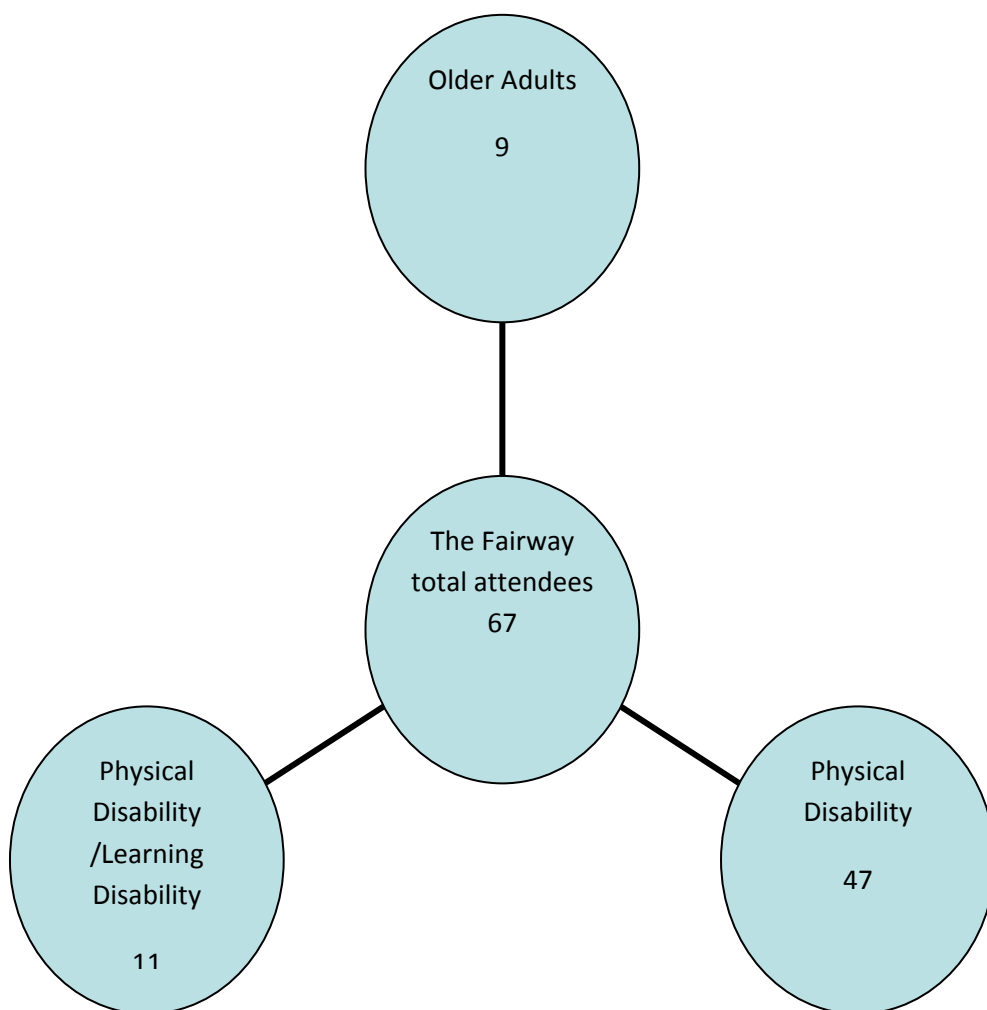 Older Adults
9
The Fairway
total attendees
67
Physical
Disability
/Learning
Disability
11
Physical
Disability
47